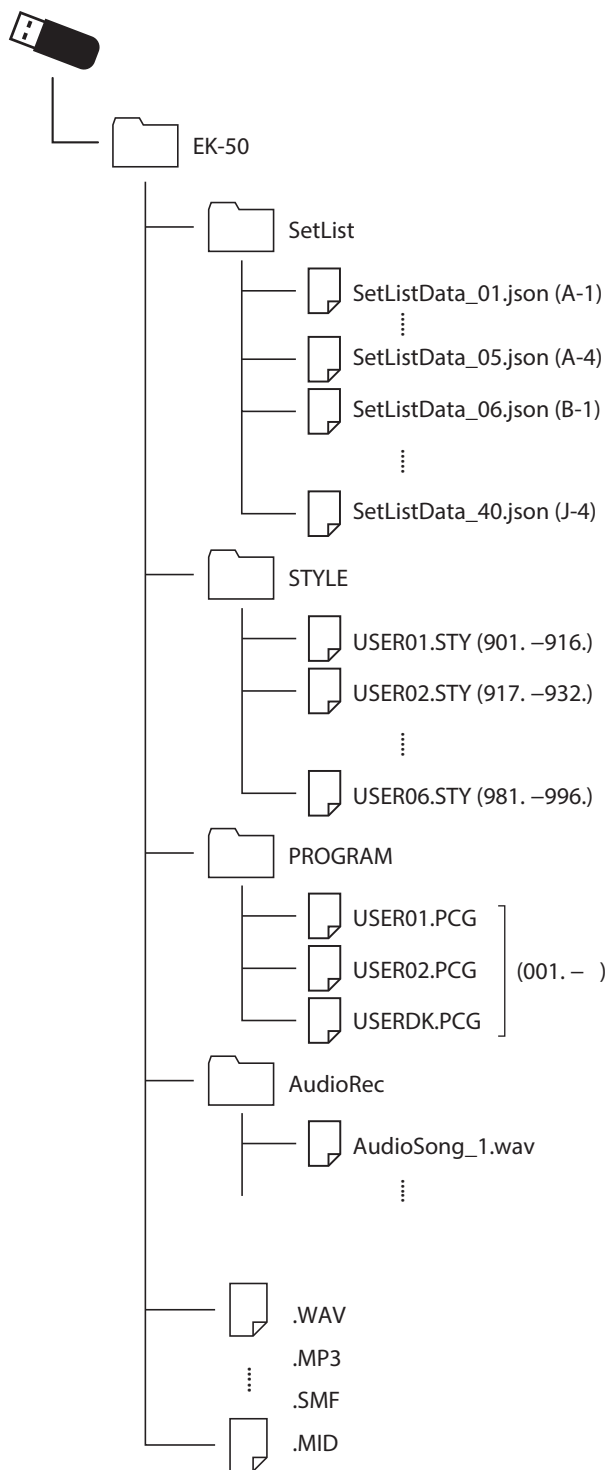 EK-50
SetList
SetListData_01.json (A-1)
SetListData_05.json (A-4)
SetListData_06.json (B-1)
SetListData_40.json (J-4)
STYLE
USER01.STY (901. –916.)
USER02.STY (917. –932.)
USER06.STY (981. –996.)
PROGRAM
USER01.PCG
USER02.PCG (001. – )
USERDK.PCG
AudioRec
AudioSong_1.wav
.WAV
.MP3
.SMF
.MID